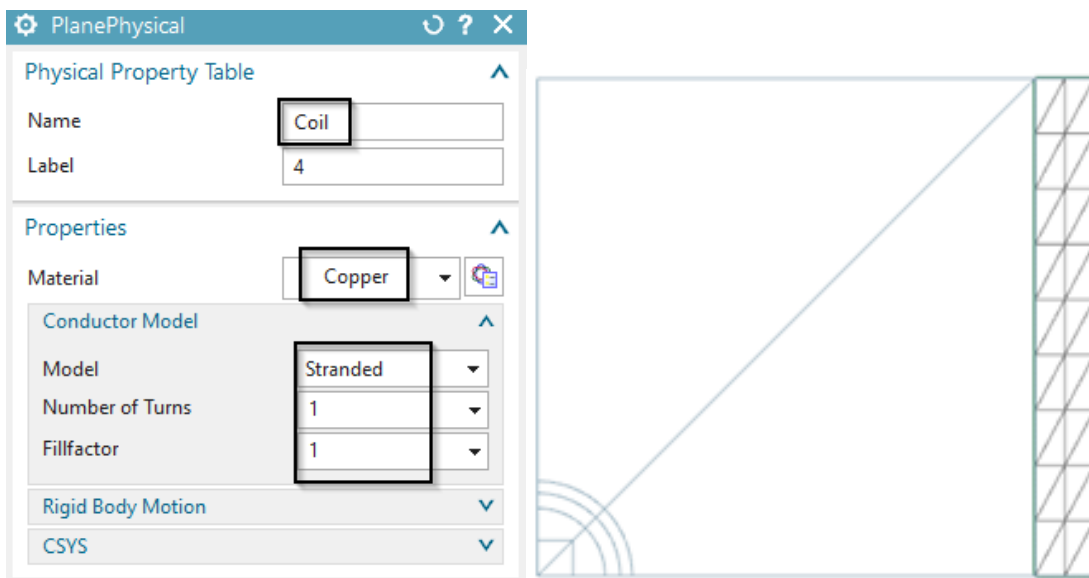 PlanePhysical ?
Physical Property Table
Name Coil
Label 4
Properties
Material Copper
Conductor Model
Model Stranded
Number of Turns 1
Fillfactor 1
Rigid Body Motion
CSYS